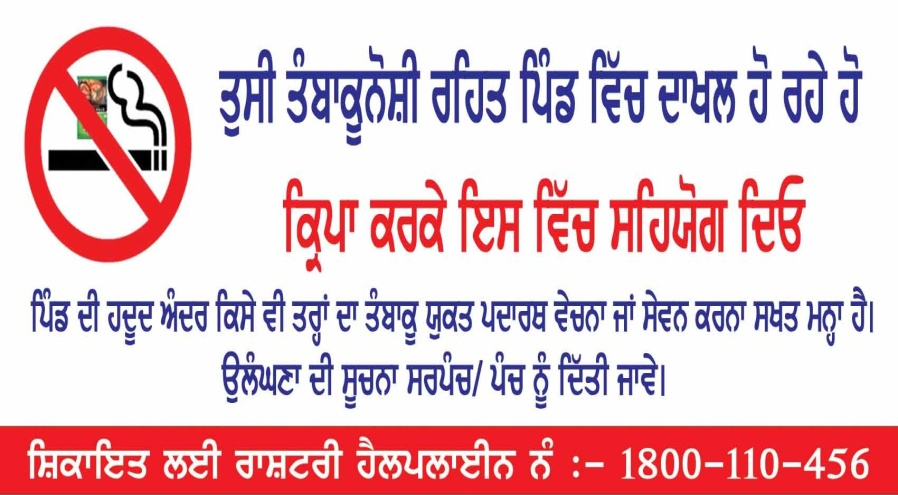 ਤੁਸੀ ਤੰਬਾਕੂਨੋਸ਼ੀ ਰਹਿਤ ਪਿੰਡ ਵਿੱਚ ਦਾਖਲ ਹੋ ਰਹੇ ਹੋ
ਕ੍ਰਿਪਾ ਕਰਕੇ ਇਸ ਵਿੱਚ ਸਹਿਯੋਗ ਦਿਓ
ਪਿੰਡ ਦੀ ਹਦੂਦ ਅੰਦਰ ਕਿਸੇ ਵੀ ਤਰ੍ਹਾਂ ਦਾ ਤੰਬਾਕੂ ਯੁਕਤ ਪਦਾਰਥ ਵੇਚਨਾ ਜਾਂ ਸੇਵਨ ਕਰਨਾ ਸਖਤ ਮਨ੍ਹਾ ਹੈ।
ਉਲੰਘਣਾ ਦੀ ਸੂਚਨਾ ਸਰਪੰਚ/ ਪੰਚ ਨੂੰ ਦਿੱਤੀ ਜਾਵੇ।
ਸ਼ਿਕਾਇਤ ਲਈ ਰਾਸ਼ਟਰੀ ਹੈਲਪਲਾਈਨ ਨੰ :- 1800-110-456